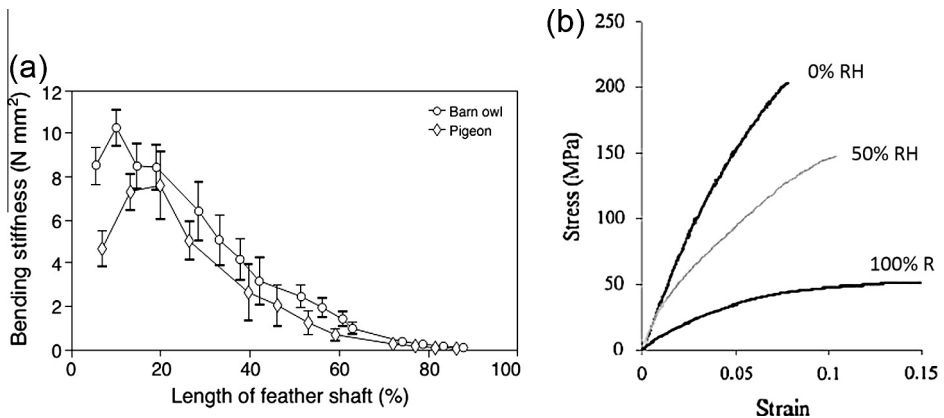 (a)
Bending stiffness (N mm²)
12
10
8
6
4
2
0
0 20 40 60 80 100
Length of feather shaft (%)
Barn owl
Pigeon
(b)
Stress (MPa)
250
200
150
100
50
0
0 0.05 0.1 0.15
Strain
0% RH
50% RH
100% R